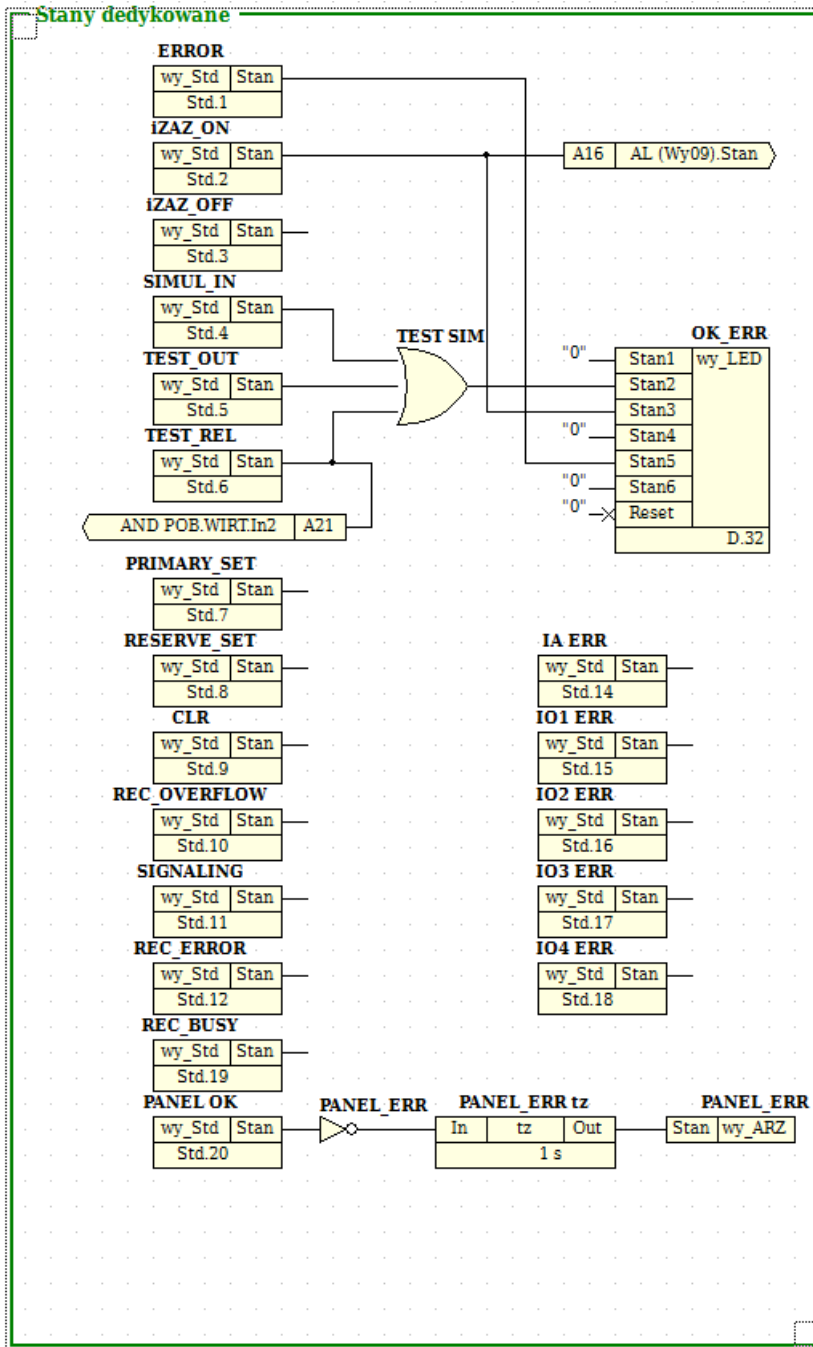 Stany dedykowane
ERROR
wy_Std Stan
Std.1
iZAZ_ON
wy_Std Stan
Std.2
A16 AL (Wy09).Stan
iZAZ_OFF
wy_Std Stan
Std.3
SIMUL_IN
wy_Std Stan
Std.4
TEST SIM
OK_ERR
TEST_OUT
wy_Std Stan
Std.5
"0" Stan1 wy_LED
Stan2
Stan3
"0" Stan4
Stan5
"0" Stan6
"0" Reset
D.32
TEST_REL
wy_Std Stan
Std.6
AND POB.WIRT.In2 A21
PRIMARY_SET
wy_Std Stan
Std.7
RESERVE_SET
wy_Std Stan
Std.8
IA ERR
wy_Std Stan
Std.14
CLR
wy_Std Stan
Std.9
IO1 ERR
wy_Std Stan
Std.15
REC_OVERFLOW
wy_Std Stan
Std.10
IO2 ERR
wy_Std Stan
Std.16
SIGNALING
wy_Std Stan
Std.11
IO3 ERR
wy_Std Stan
Std.17
REC_ERROR
wy_Std Stan
Std.12
IO4 ERR
wy_Std Stan
Std.18
REC_BUSY
wy_Std Stan
Std.19
PANEL OK
wy_Std Stan
Std.20
PANEL_ERR
PANEL_ERR tz
In tz Out
1 s
PANEL_ERR
Stan wy_ARZ